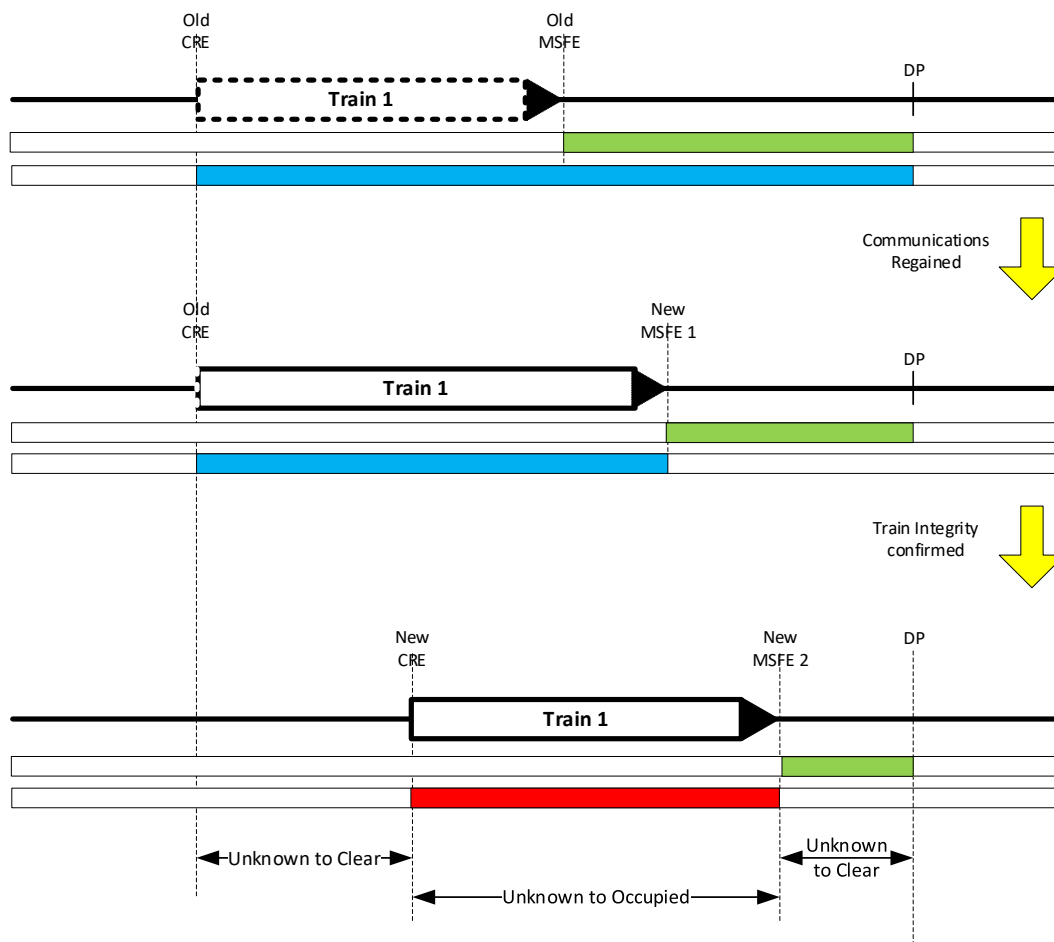 Old
CRE
Old
MSFE
DP
Train 1
Communications
Regained
Old
CRE
New
MSFE 1
DP
Train 1
Train Integrity
confirmed
New
CRE
New
MSFE 2
DP
Train 1
Unknown to Clear
Unknown
to Clear
Unknown to Occupied